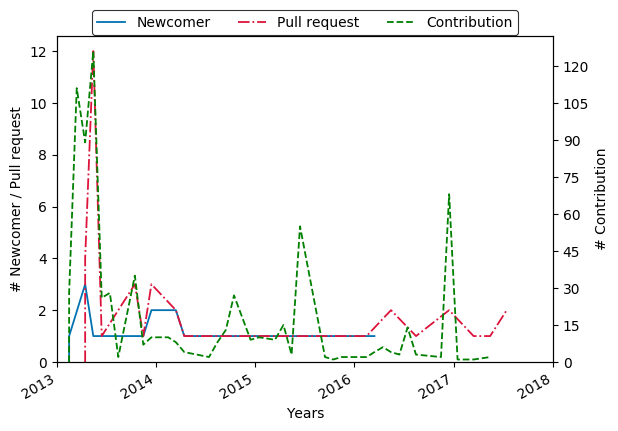 Newcomer Pull request Contribution
12 120
10 105
8 90
6 75
4 60
2 45
0 30
15
0
# Newcomer / Pull request
# Contribution
2013 2014 2015 2016 2017 2018
Years